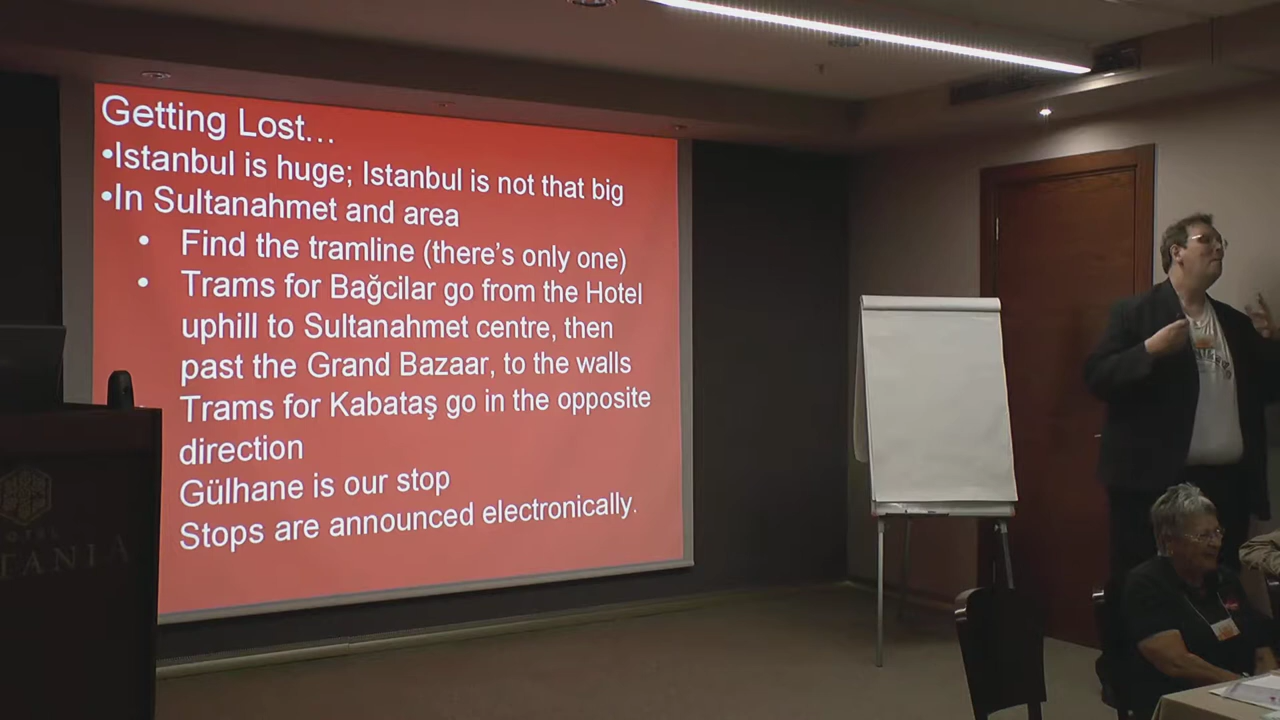 Getting Lost...
•Istanbul is huge; Istanbul is not that big
•In Sultanahmet and area
• Find the tramline (there's only one)
• Trams for Bağcilar go from the Hotel
uphill to Sultanahmet centre, then
past the Grand Bazaar, to the walls
Trams for Kabataş go in the opposite
direction
Gülhane is our stop
Stops are announced electronically.